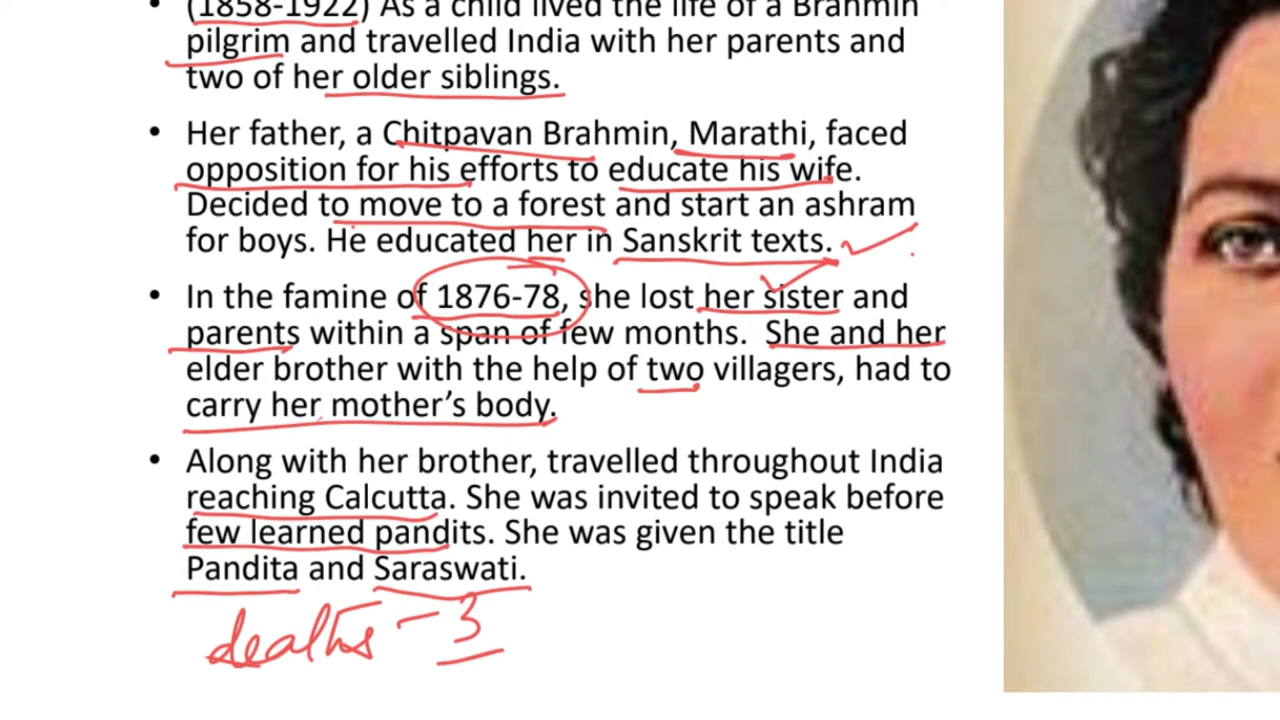 • (1858-1922) As a child lived the life of a Brahmin
pilgrim and travelled India with her parents and
two of her older siblings.
• Her father, a Chitpavan Brahmin, Marathi, faced
opposition for his efforts to educate his wife.
Decided to move to a forest and start an ashram
for boys. He educated her in Sanskrit texts.
• In the famine of 1876-78, she lost her sister and
parents within a span of few months. She and her
elder brother with the help of two villagers, had to
carry her mother's body.
• Along with her brother, travelled throughout India
reaching Calcutta. She was invited to speak before
few learned pandits. She was given the title
Pandita and Saraswati.
deaths - 3